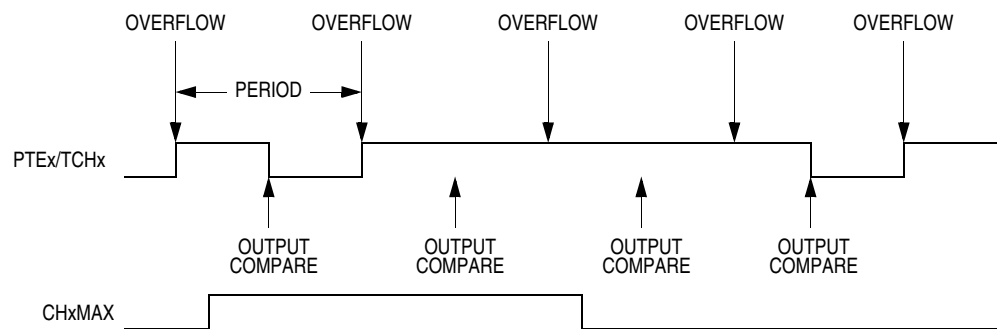 OVERFLOW OVERFLOW OVERFLOW OVERFLOW OVERFLOW
PERIOD
PTEx/TCHx
OUTPUT COMPARE
OUTPUT COMPARE
OUTPUT COMPARE
OUTPUT COMPARE
CHxMAX